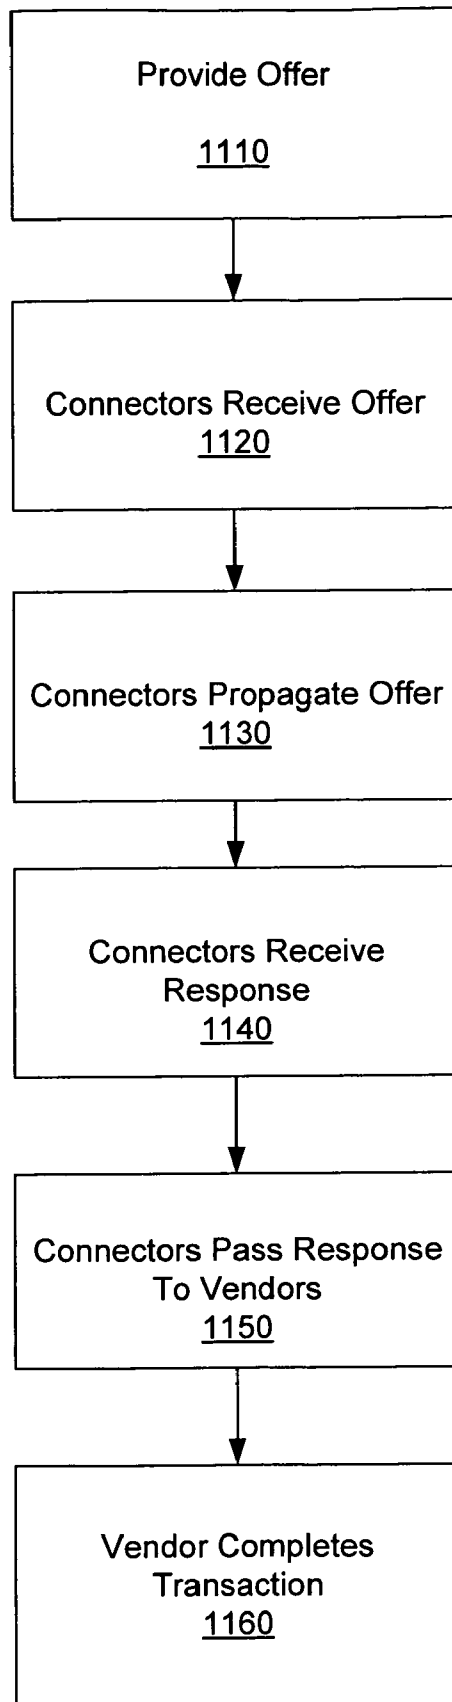 Provide Offer
1110
Connectors Receive Offer
1120
Connectors Propagate Offer
1130
Connectors Receive
Response
1140
Connectors Pass Response
To Vendors
1150
Vendor Completes
Transaction
1160